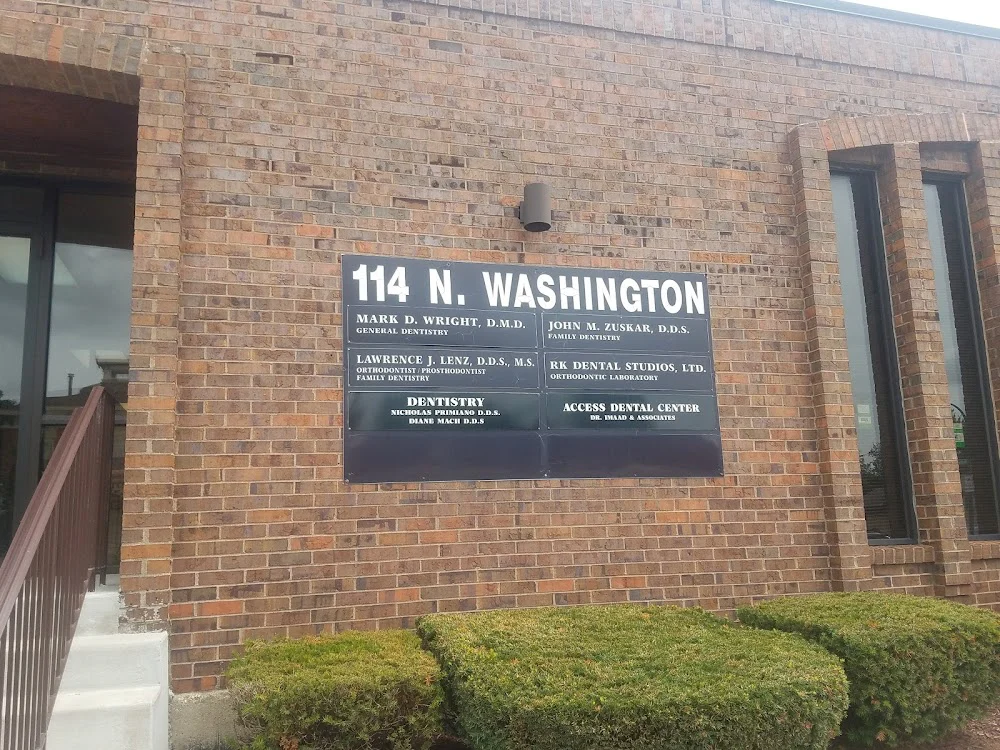 114 N. WASHINGTON
MARK D. WRIGHT, D.M.D.
GENERAL DENTISTRY
JOHN M. ZUSKAR, D.D.S.
FAMILY DENTISTRY
LAWRENCE J. LENZ, D.D.S., M.S.
ORTHODONTIST / PROSTHODONTIST
FAMILY DENTISTRY
RK DENTAL STUDIOS, LTD.
ORTHODONTIC LABORATORY
DENTISTRY
NICHOLAS PRIMIANO D.D.S.
DIANE MACH D.D.S
ACCESS DENTAL CENTER
DR. IMAAD & ASSOCIATES